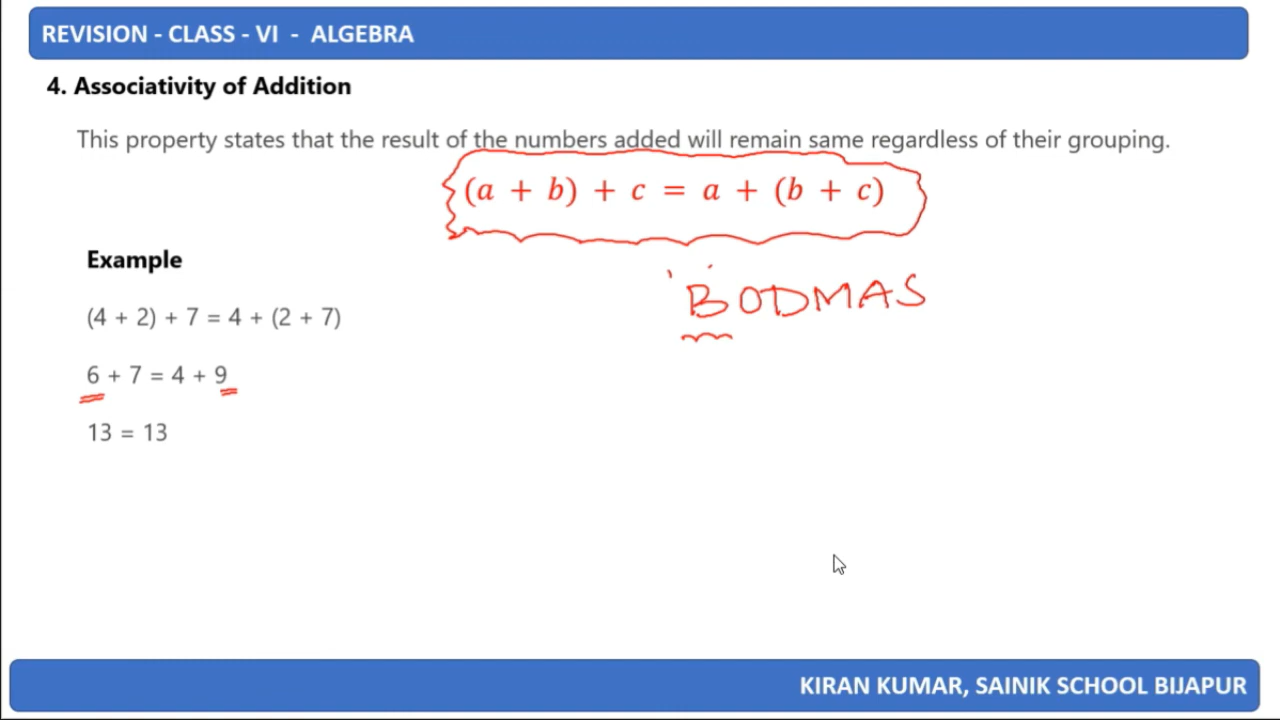 REVISION - CLASS - VI - ALGEBRA
4. Associativity of Addition
This property states that the result of the numbers added will remain same regardless of their grouping.
(a + b) + c = a + (b + c)
BODMAS
Example
(4 + 2) + 7 = 4 + (2 + 7)
6 + 7 = 4 + 9
13 = 13
KIRAN KUMAR, SAINIK SCHOOL BIJAPUR